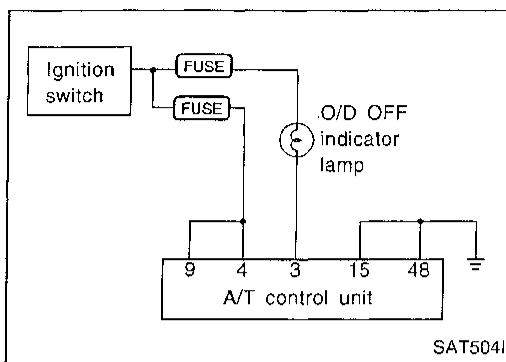 Ignition
switch
FUSE
FUSE
O/D OFF
indicator
lamp
9 4 3 15 48
A/T control unit
SAT504I